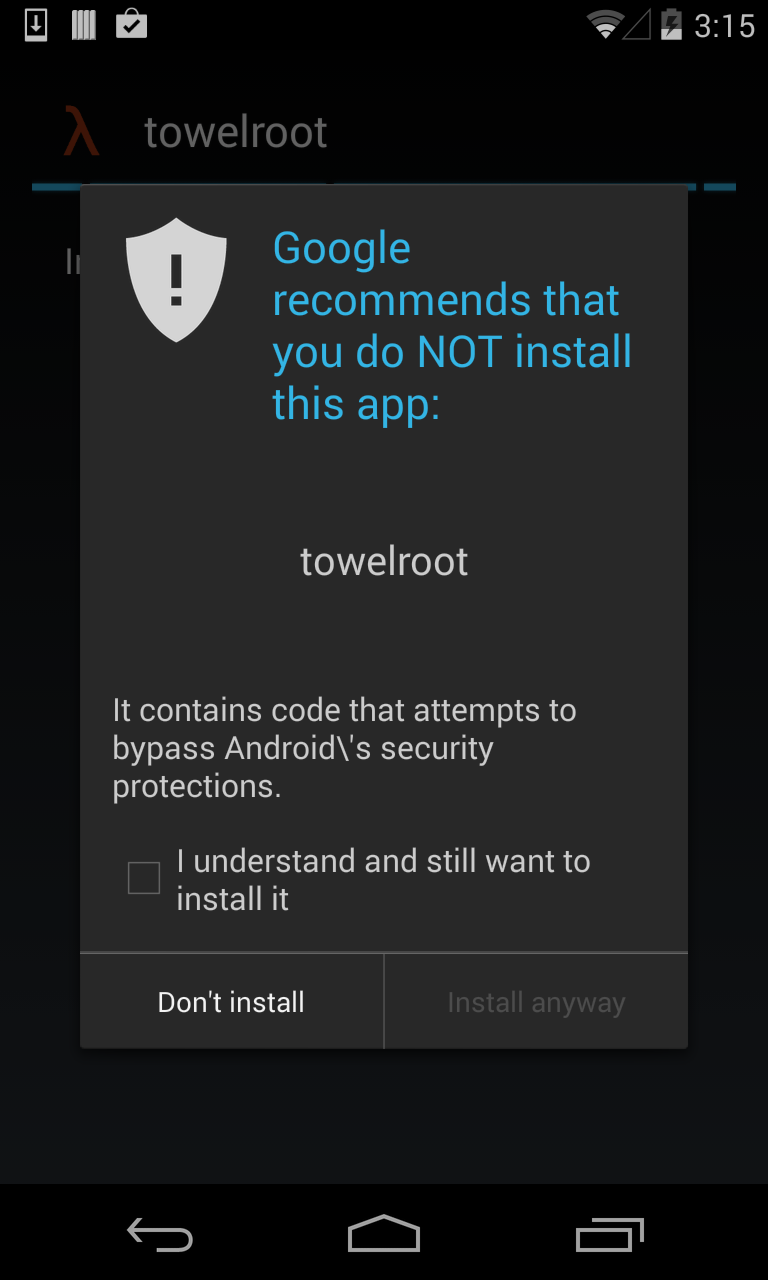 3:15
towelroot
Google
recommends that
you do NOT install
this app:
towelroot
It contains code that attempts to
bypass Android\'s security
protections.
I understand and still want to
install it
Don't install
Install anyway